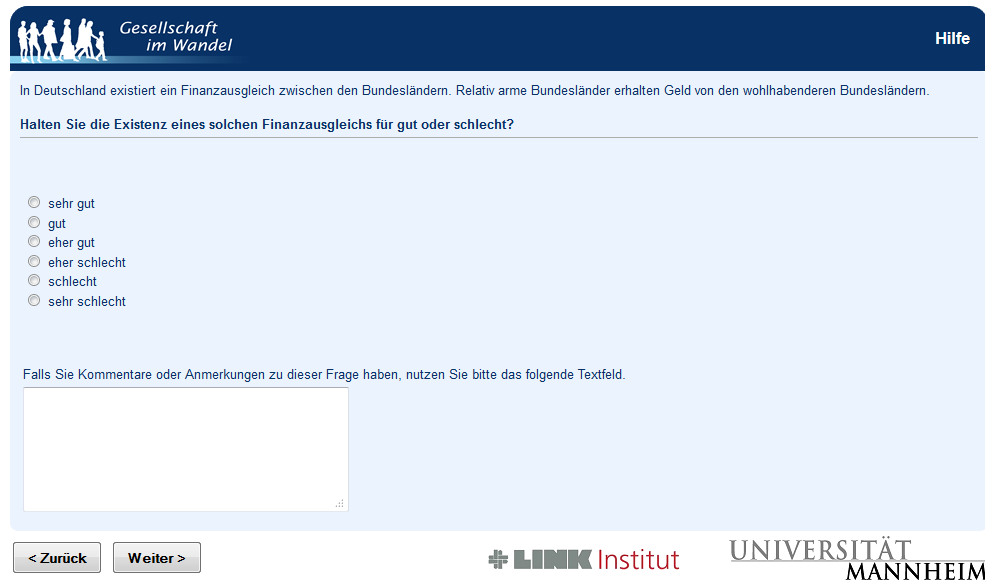 Gesellschaft
im Wandel
Hilfe
In Deutschland existiert ein Finanzausgleich zwischen den Bundesländern. Relativ arme Bundesländer erhalten Geld von den wohlhabenderen Bundesländern.
Halten Sie die Existenz eines solchen Finanzausgleichs für gut oder schlecht?
sehr gut
gut
eher gut
eher schlecht
schlecht
sehr schlecht
Falls Sie Kommentare oder Anmerkungen zu dieser Frage haben, nutzen Sie bitte das folgende Textfeld.
< Zurück
Weiter >
LINK Institut
UNIVERSITÄT
MANNHEIM